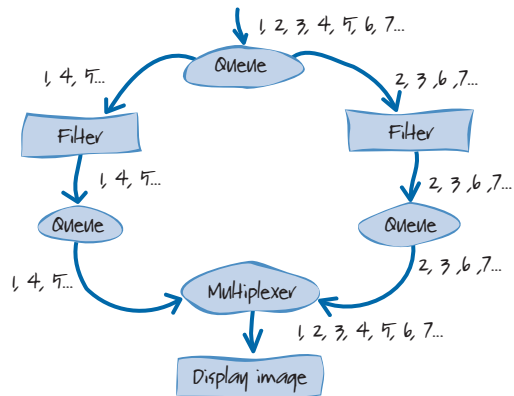 1, 2, 3, 4, 5, 6, 7...
Queue
1, 4, 5...
2, 3 ,6 ,7...
Filter
Filter
1, 4, 5...
2, 3 ,6 ,7...
Queue
Queue
1, 4, 5...
2, 3 ,6 ,7...
Multiplexer
1, 2, 3, 4, 5, 6, 7...
Display image